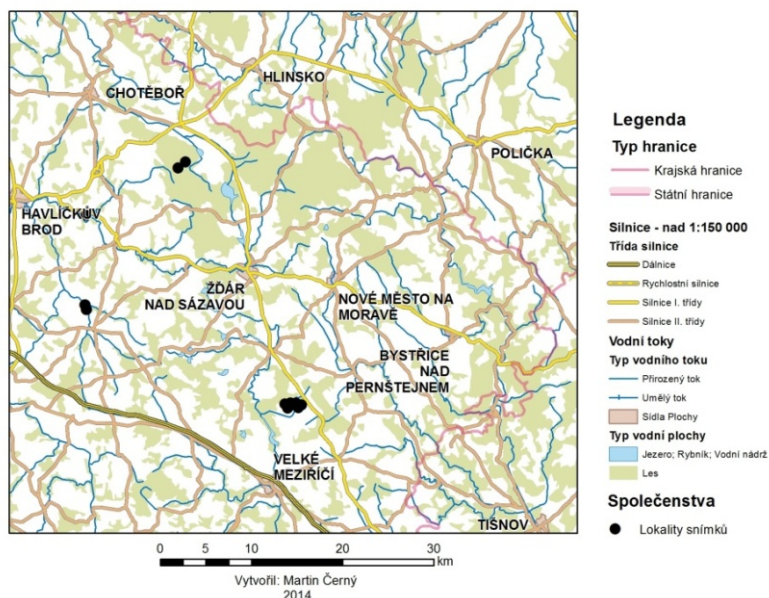 CHOTĚBOŘ
HLINSKO
POLIČKA
HAVLÍČKŮV
BROD
ŽĎÁR
NAD SÁZAVOU
NOVÉ MĚSTO NA
MORAVĚ
BYSTŘICE
NAD
PERNŠTEJNEM
VELKÉ
MEZIŘÍČÍ
TIŠNOV
0 5 10 20 30
km
Vytvořil: Martin Černý
2014
Legenda
Typ hranice
Krajská hranice
Státní hranice
Silnice - nad 1:150 000
Třída silnice
Dálnice
Rychlostní silnice
Silnice I. třídy
Silnice II. třídy
Vodní toky
Typ vodního toku
Přirozený tok
Umělý tok
Sídla Plochy
Typ vodní plochy
Jezero; Rybník; Vodní nádrž
Les
Společenstva
Lokality snímků